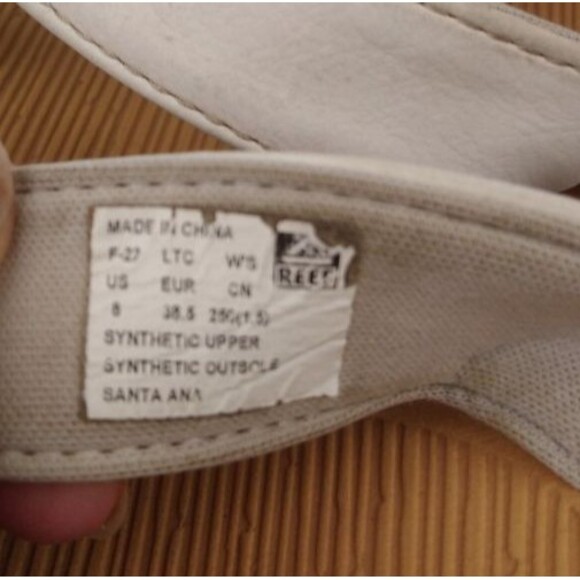 MADE IN CHINA
F-27 LTC W'S
REEF
US EUR CN
8 38.5 250(1.5)
SYNTHETIC UPPER
SYNTHETIC OUTSOLE
SANTA ANA